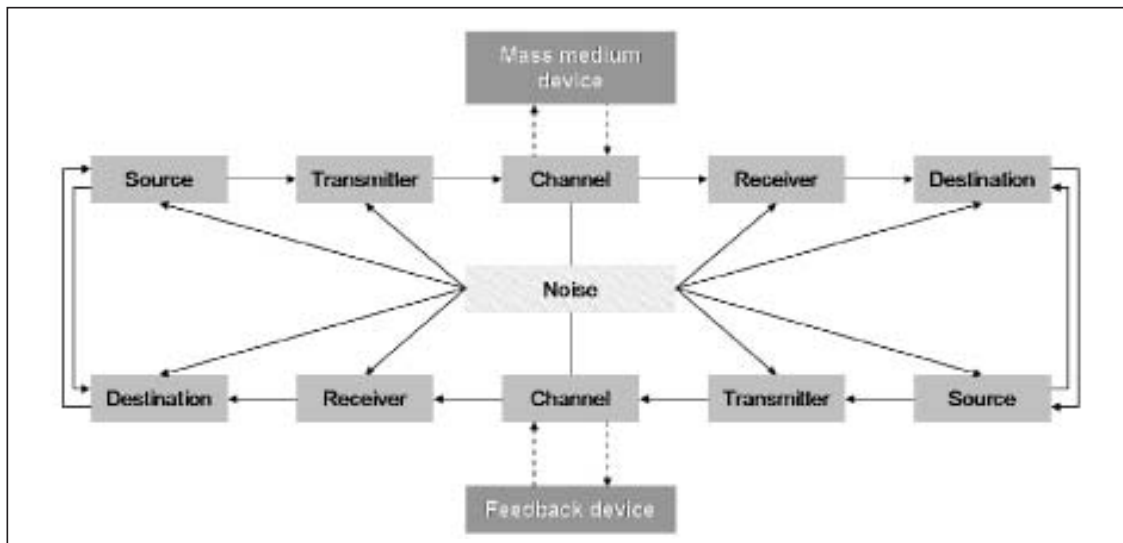 Mass medium
device
Source
Transmitter
Channel
Receiver
Destination
Noise
Destination
Receiver
Channel
Transmitter
Source
Feedback device